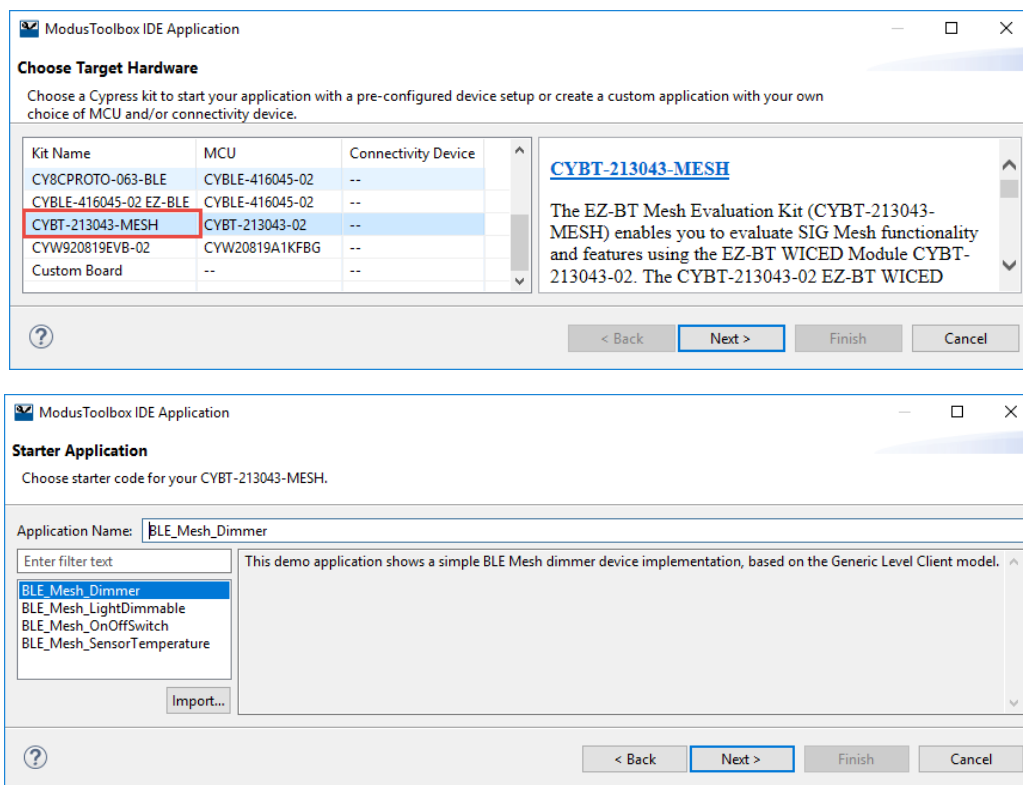 ModusToolbox IDE Application
Choose Target Hardware
Choose a Cypress kit to start your application with a pre-configured device setup or create a custom application with your own
choice of MCU and/or connectivity device.
Kit Name MCU Connectivity Device
CY8CPROTO-063-BLE CYBLE-416045-02 --
CYBLE-416045-02 EZ-BLE CYBLE-416045-02 --
CYBT-213043-MESH CYBT-213043-02 --
CYW920819EVB-02 CYW20819A1KFBG --
Custom Board -- --
CYBT-213043-MESH
The EZ-BT Mesh Evaluation Kit (CYBT-213043-
MESH) enables you to evaluate SIG Mesh functionality
and features using the EZ-BT WICED Module CYBT-
213043-02. The CYBT-213043-02 EZ-BT WICED
? < Back Next > Finish Cancel
ModusToolbox IDE Application
Starter Application
Choose starter code for your CYBT-213043-MESH.
Application Name: BLE_Mesh_Dimmer
Enter filter text
BLE_Mesh_Dimmer
BLE_Mesh_LightDimmable
BLE_Mesh_OnOffSwitch
BLE_Mesh_SensorTemperature
Import...
This demo application shows a simple BLE Mesh dimmer device implementation, based on the Generic Level Client model.
? < Back Next > Finish Cancel